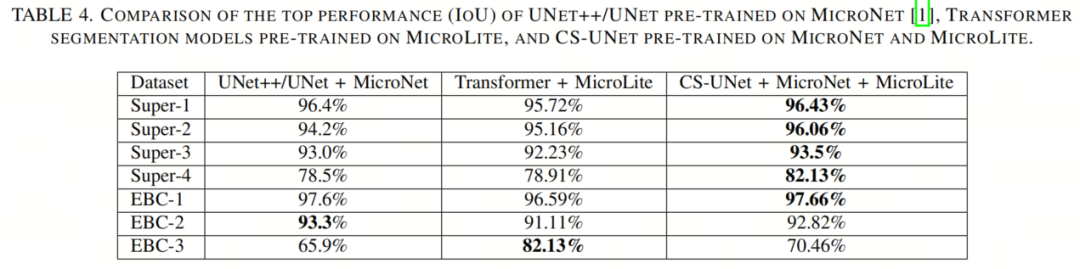 TABLE 4. COMPARISON OF THE TOP PERFORMANCE (IOU) OF UNET++/UNET PRE-TRAINED ON MICRONET [1], TRANSFORMER
SEGMENTATION MODELS PRE-TRAINED ON MICROLITE, AND CS-UNET PRE-TRAINED ON MICRONET AND MICROLITE.
Dataset UNet++/UNet + MicroNet Transformer + MicroLite CS-UNet + MicroNet + MicroLite
Super-1 96.4% 95.72% 96.43%
Super-2 94.2% 95.16% 96.06%
Super-3 93.0% 92.23% 93.5%
Super-4 78.5% 78.91% 82.13%
EBC-1 97.6% 96.59% 97.66%
EBC-2 93.3% 91.11% 92.82%
EBC-3 65.9% 82.13% 70.46%